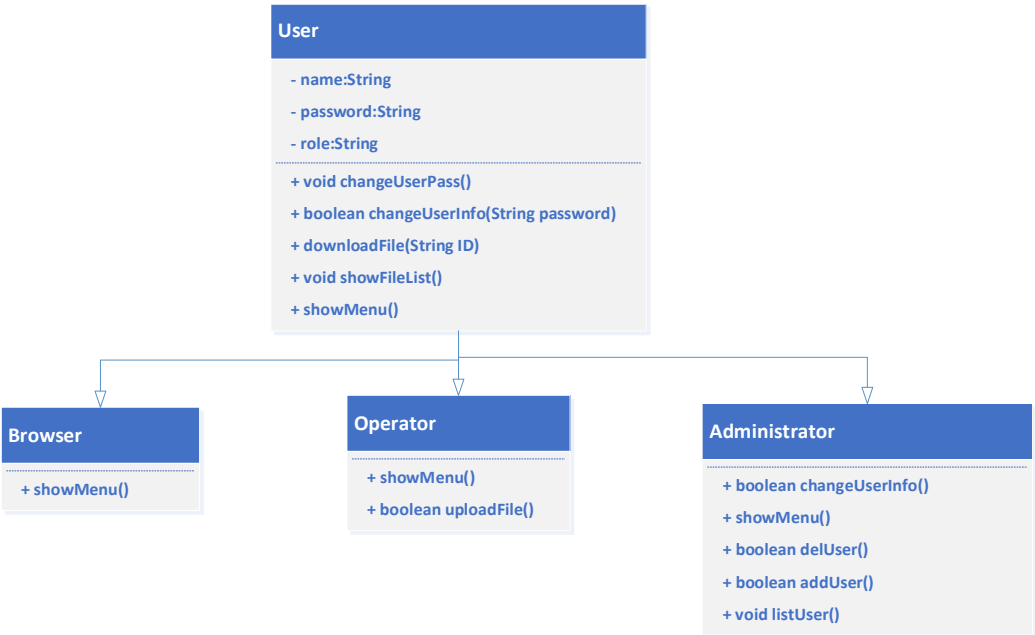 User
- name:String
- password:String
- role:String
+ void changeUserPass()
+ boolean changeUserInfo(String password)
+ downloadFile(String ID)
+ void showFileList()
+ showMenu()
Browser
+ showMenu()
Operator
+ showMenu()
+ boolean uploadFile()
Administrator
+ boolean changeUserInfo()
+ showMenu()
+ boolean delUser()
+ boolean addUser()
+ void listUser()